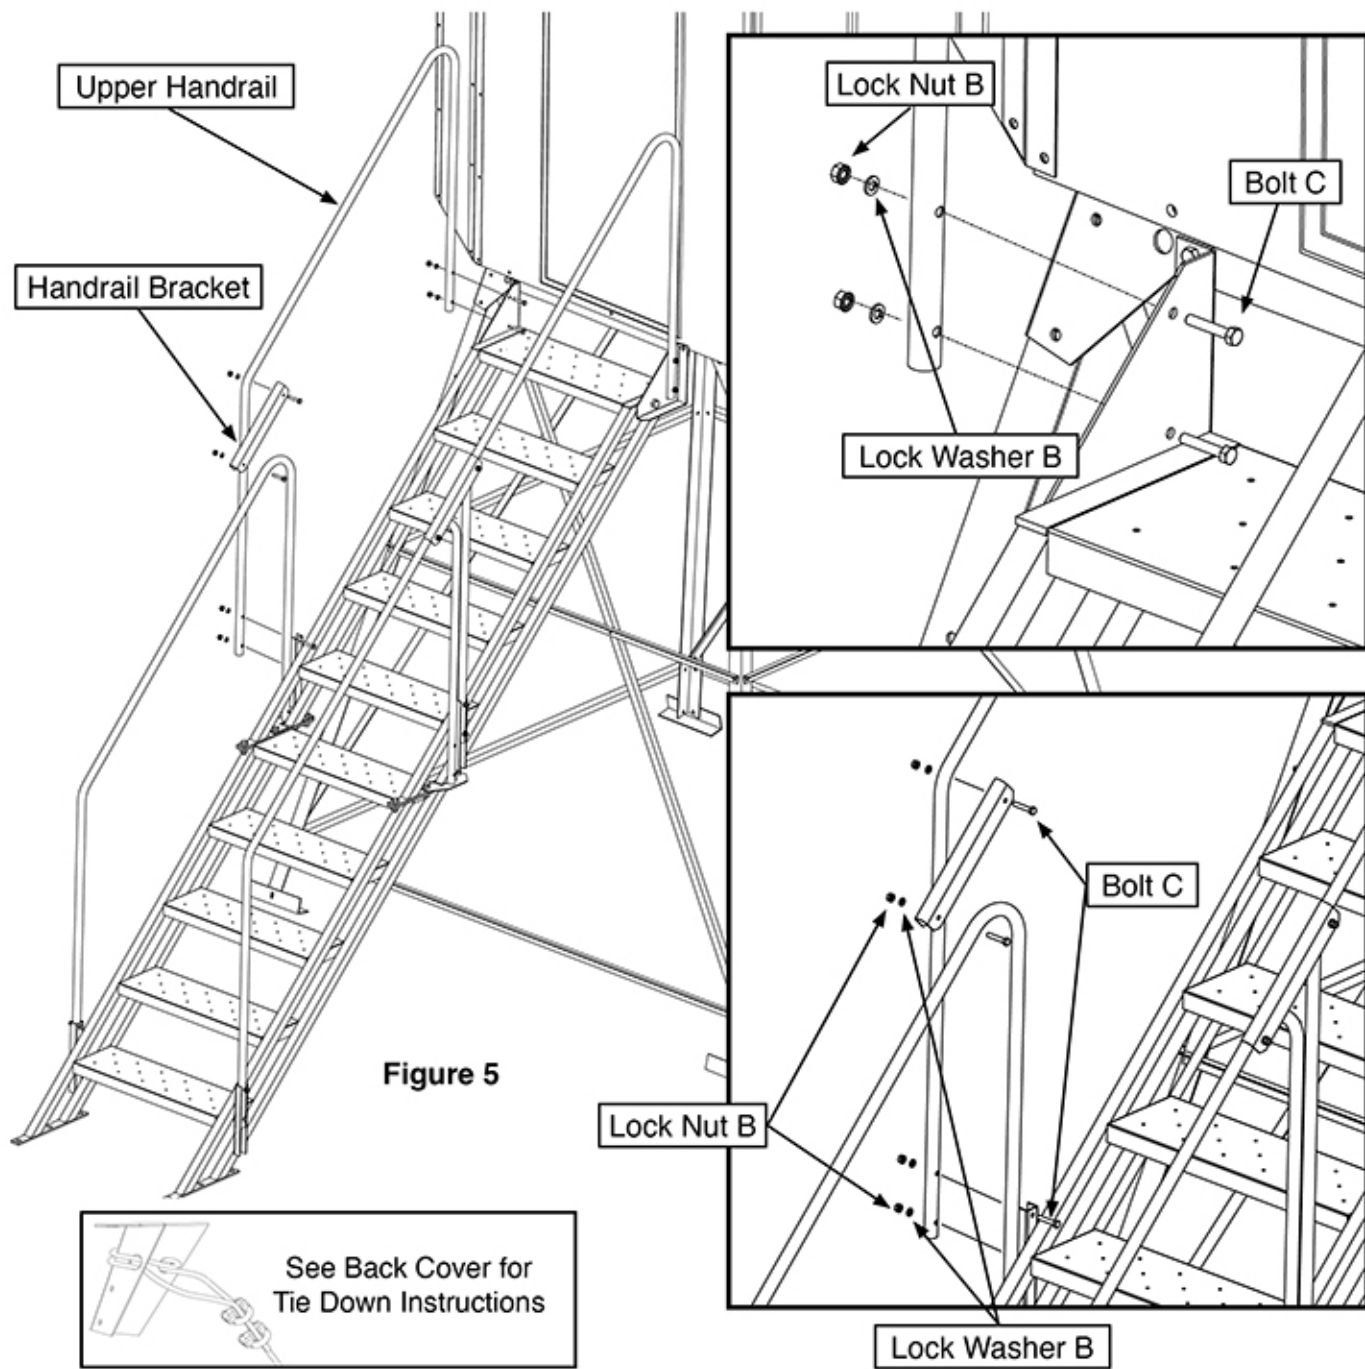 Upper Handrail
Handrail Bracket
Lock Nut B
Bolt C
Lock Washer B
Bolt C
Figure 5
Lock Nut B
See Back Cover for
Tie Down Instructions
Lock Washer B